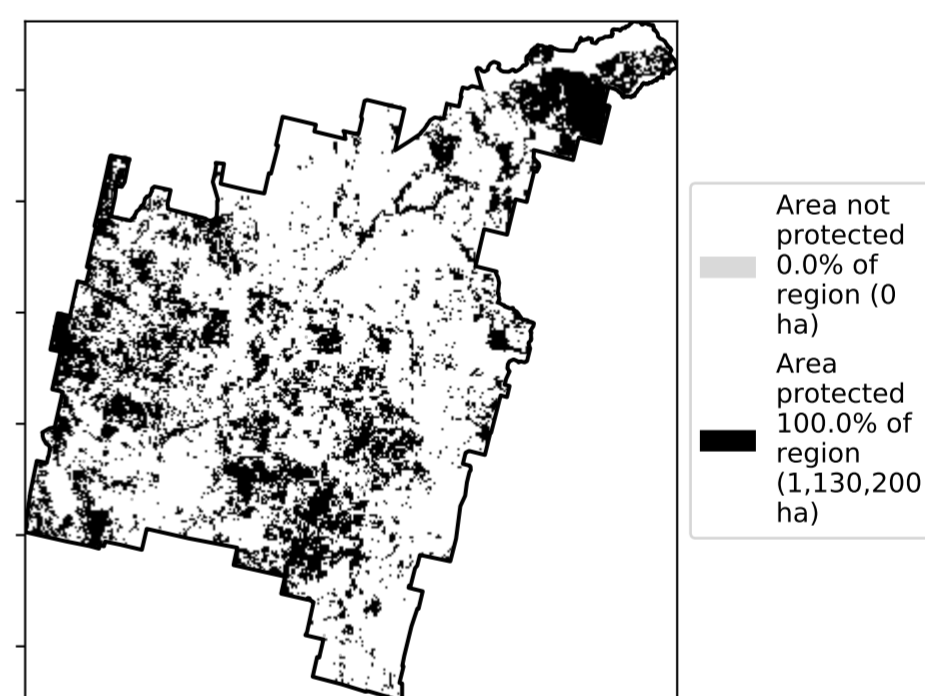 Area not
protected
0.0% of
region (0
ha)
Area
protected
100.0% of
region
(1,130,200
ha)